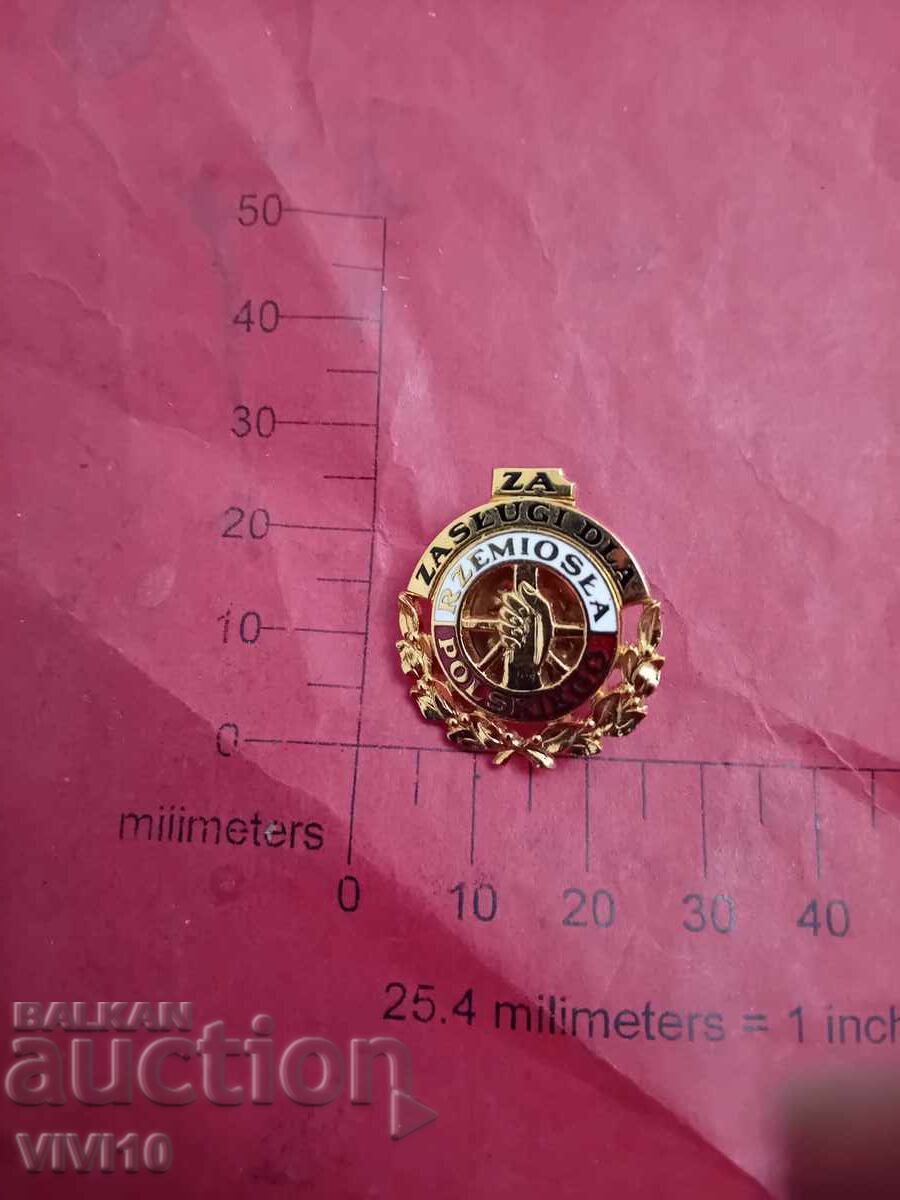 50
40
30
20
10
0
ZA
ZASŁUGI DLA
RZEMIOSŁA
POLSKIEGO
milimeters
0 10 20 30 40
25.4 milimeters = 1 inch
BALKAN
auction
VIVI10